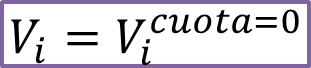 V_i = V_i^{cuota=0}